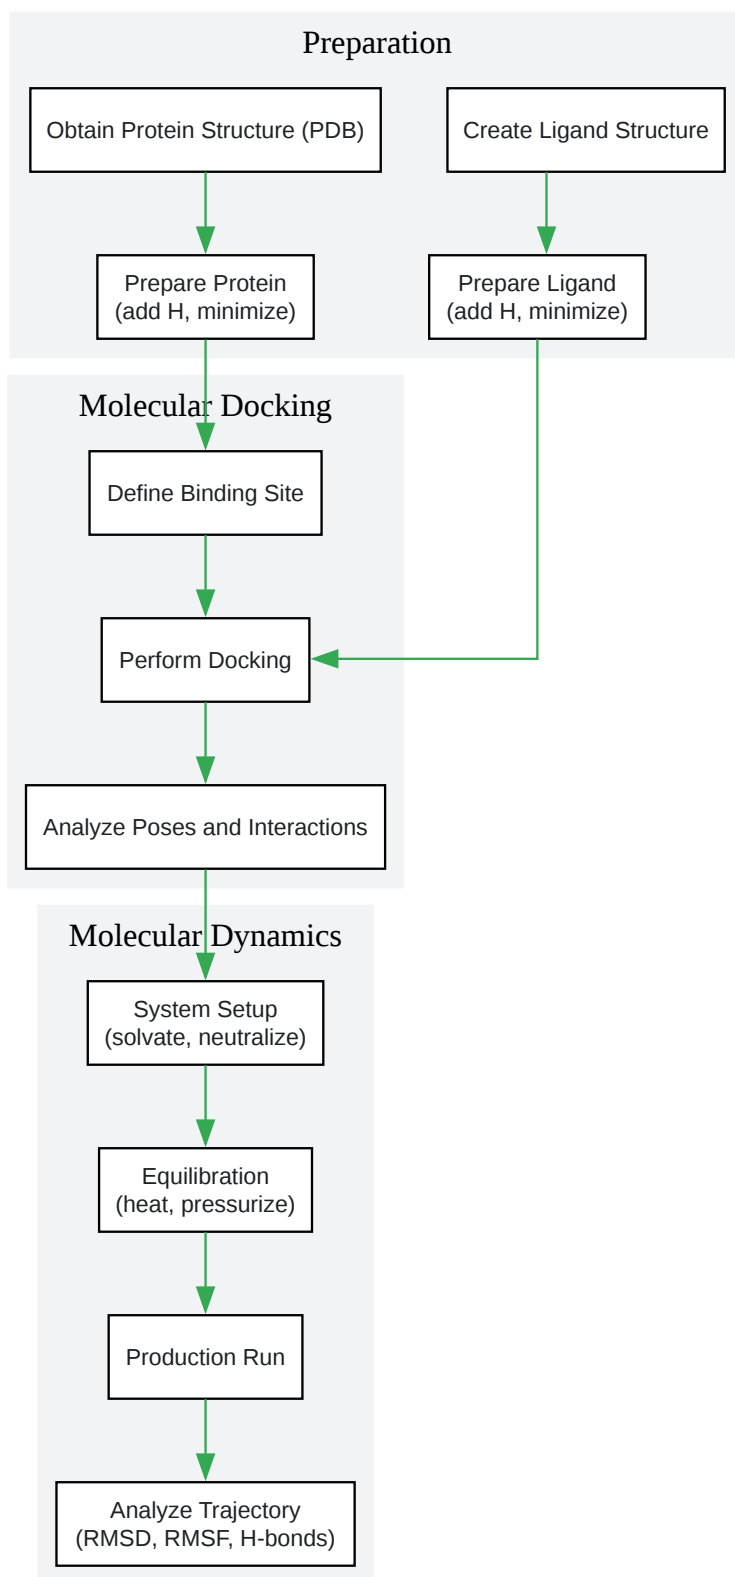 Preparation
Obtain Protein Structure (PDB)
Create Ligand Structure
Prepare Protein
(add H, minimize)
Prepare Ligand
(add H, minimize)
Molecular Docking
Define Binding Site
Perform Docking
Analyze Poses and Interactions
Molecular Dynamics
System Setup
(solvate, neutralize)
Equilibration
(heat, pressurize)
Production Run
Analyze Trajectory
(RMSD, RMSF, H-bonds)